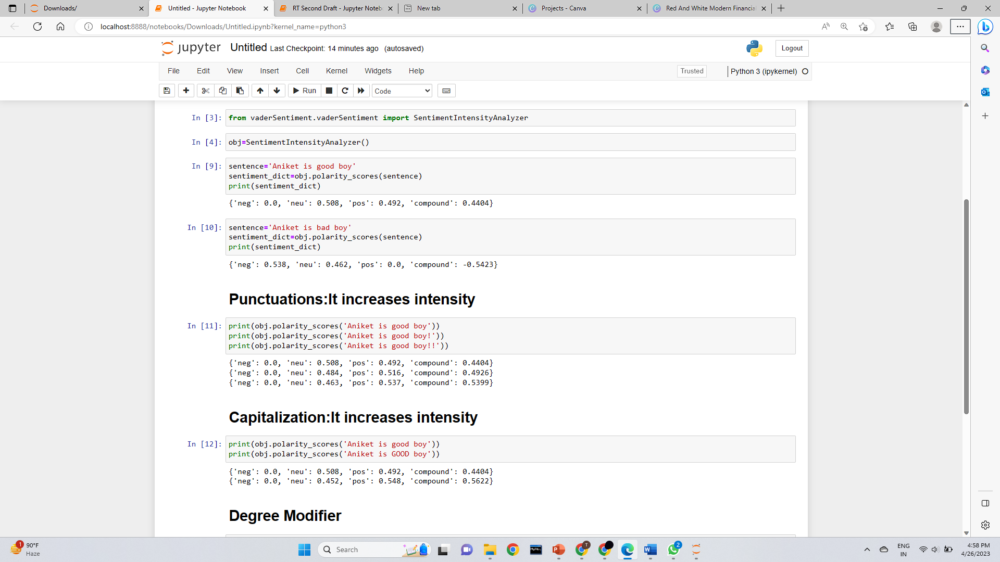 Downloads/
Untitled - Jupyter Notebook
RT Second Draft - Jupyter Noteb
New tab
Projects - Canva
Red And White Modern Financia
localhost:8888/notebooks/Downloads/Untitled.ipynb?kernel_name=python3
jupyter Untitled Last Checkpoint: 14 minutes ago (autosaved)
Logout
File Edit View Insert Cell Kernel Widgets Help
Trusted
Python 3 (ipykernel)
Run
Code
In [3]: from vaderSentiment.vaderSentiment import SentimentIntensityAnalyzer
In [4]: obj=SentimentIntensityAnalyzer()
In [9]: sentence='Aniket is good boy'
sentiment_dict=obj.polarity_scores(sentence)
print(sentiment_dict)
{'neg': 0.0, 'neu': 0.508, 'pos': 0.492, 'compound': 0.4404}
In [10]: sentence='Aniket is bad boy'
sentiment_dict=obj.polarity_scores(sentence)
print(sentiment_dict)
{'neg': 0.538, 'neu': 0.462, 'pos': 0.0, 'compound': -0.5423}
Punctuations:It increases intensity
In [11]: print(obj.polarity_scores('Aniket is good boy'))
print(obj.polarity_scores('Aniket is good boy!'))
print(obj.polarity_scores('Aniket is good boy!!'))
{'neg': 0.0, 'neu': 0.508, 'pos': 0.492, 'compound': 0.4404}
{'neg': 0.0, 'neu': 0.484, 'pos': 0.516, 'compound': 0.4926}
{'neg': 0.0, 'neu': 0.463, 'pos': 0.537, 'compound': 0.5399}
Capitalization:It increases intensity
In [12]: print(obj.polarity_scores('Aniket is good boy'))
print(obj.polarity_scores('Aniket is GOOD boy'))
{'neg': 0.0, 'neu': 0.508, 'pos': 0.492, 'compound': 0.4404}
{'neg': 0.0, 'neu': 0.452, 'pos': 0.548, 'compound': 0.5622}
Degree Modifier
1
90°F
Haze
Search
MySQL
T
2
ENG
IN
4:58 PM
4/26/2023